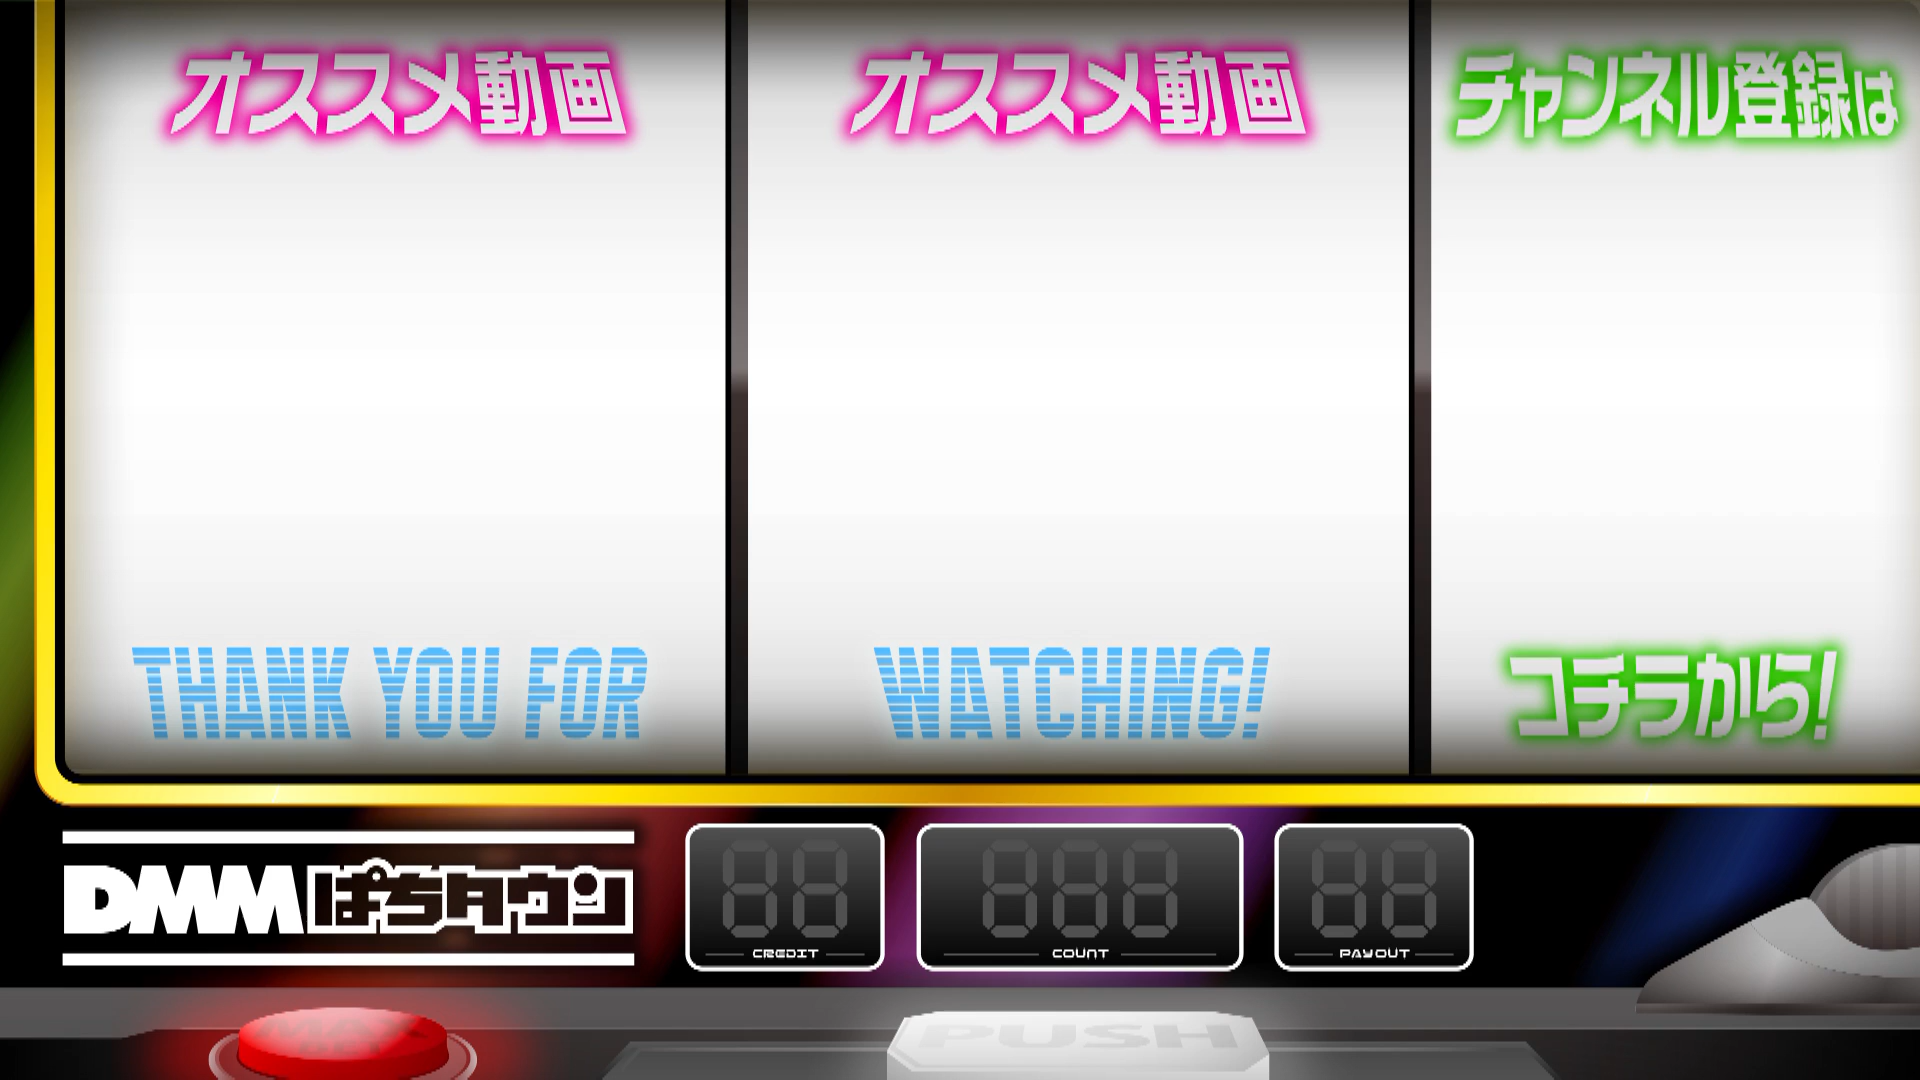 オススメ動画
オススメ動画
チャンネル登録は
THANK YOU FOR
WATCHING!
コチラから!
DMMぱちタウン
CREDIT
COUNT
PAYOUT
MAX BET
PUSH